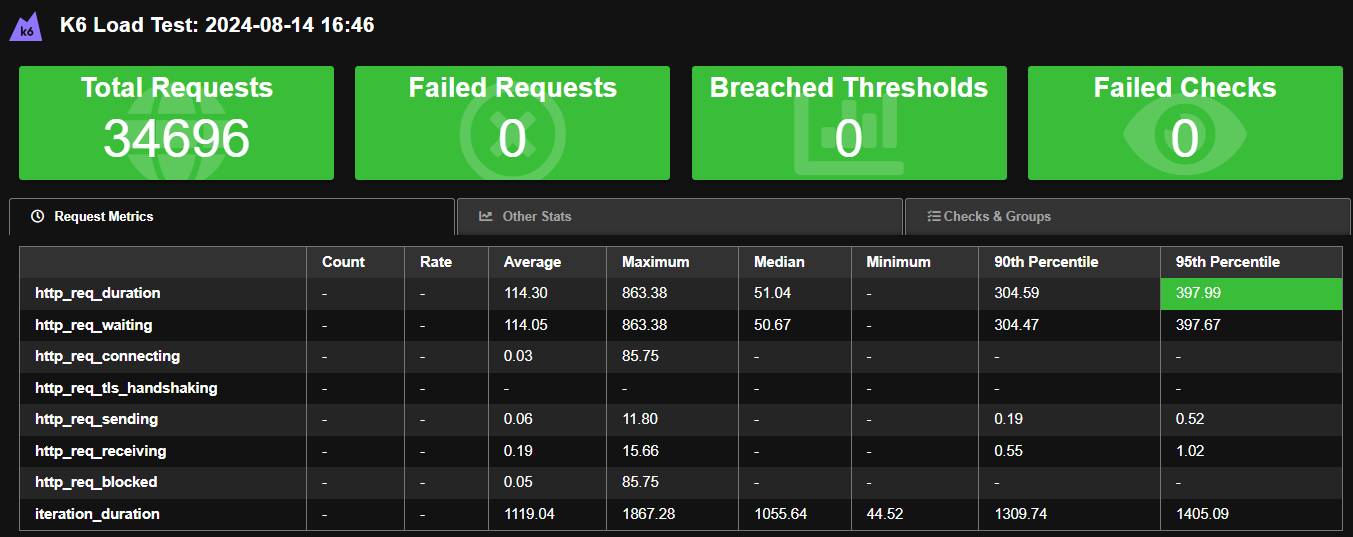 k6 K6 Load Test: 2024-08-14 16:46
Total Requests Failed Requests Breached Thresholds Failed Checks
34696 0 0 0
Request Metrics Other Stats Checks & Groups
Count Rate Average Maximum Median Minimum 90th Percentile 95th Percentile
http_req_duration - - 114.30 863.38 51.04 - 304.59 397.99
http_req_waiting - - 114.05 863.38 50.67 - 304.47 397.67
http_req_connecting - - 0.03 85.75 - - - -
http_req_tls_handshaking - - - - - - - -
http_req_sending - - 0.06 11.80 - - 0.19 0.52
http_req_receiving - - 0.19 15.66 - - 0.55 1.02
http_req_blocked - - 0.05 85.75 - - - -
iteration_duration - - 1119.04 1867.28 1055.64 44.52 1309.74 1405.09